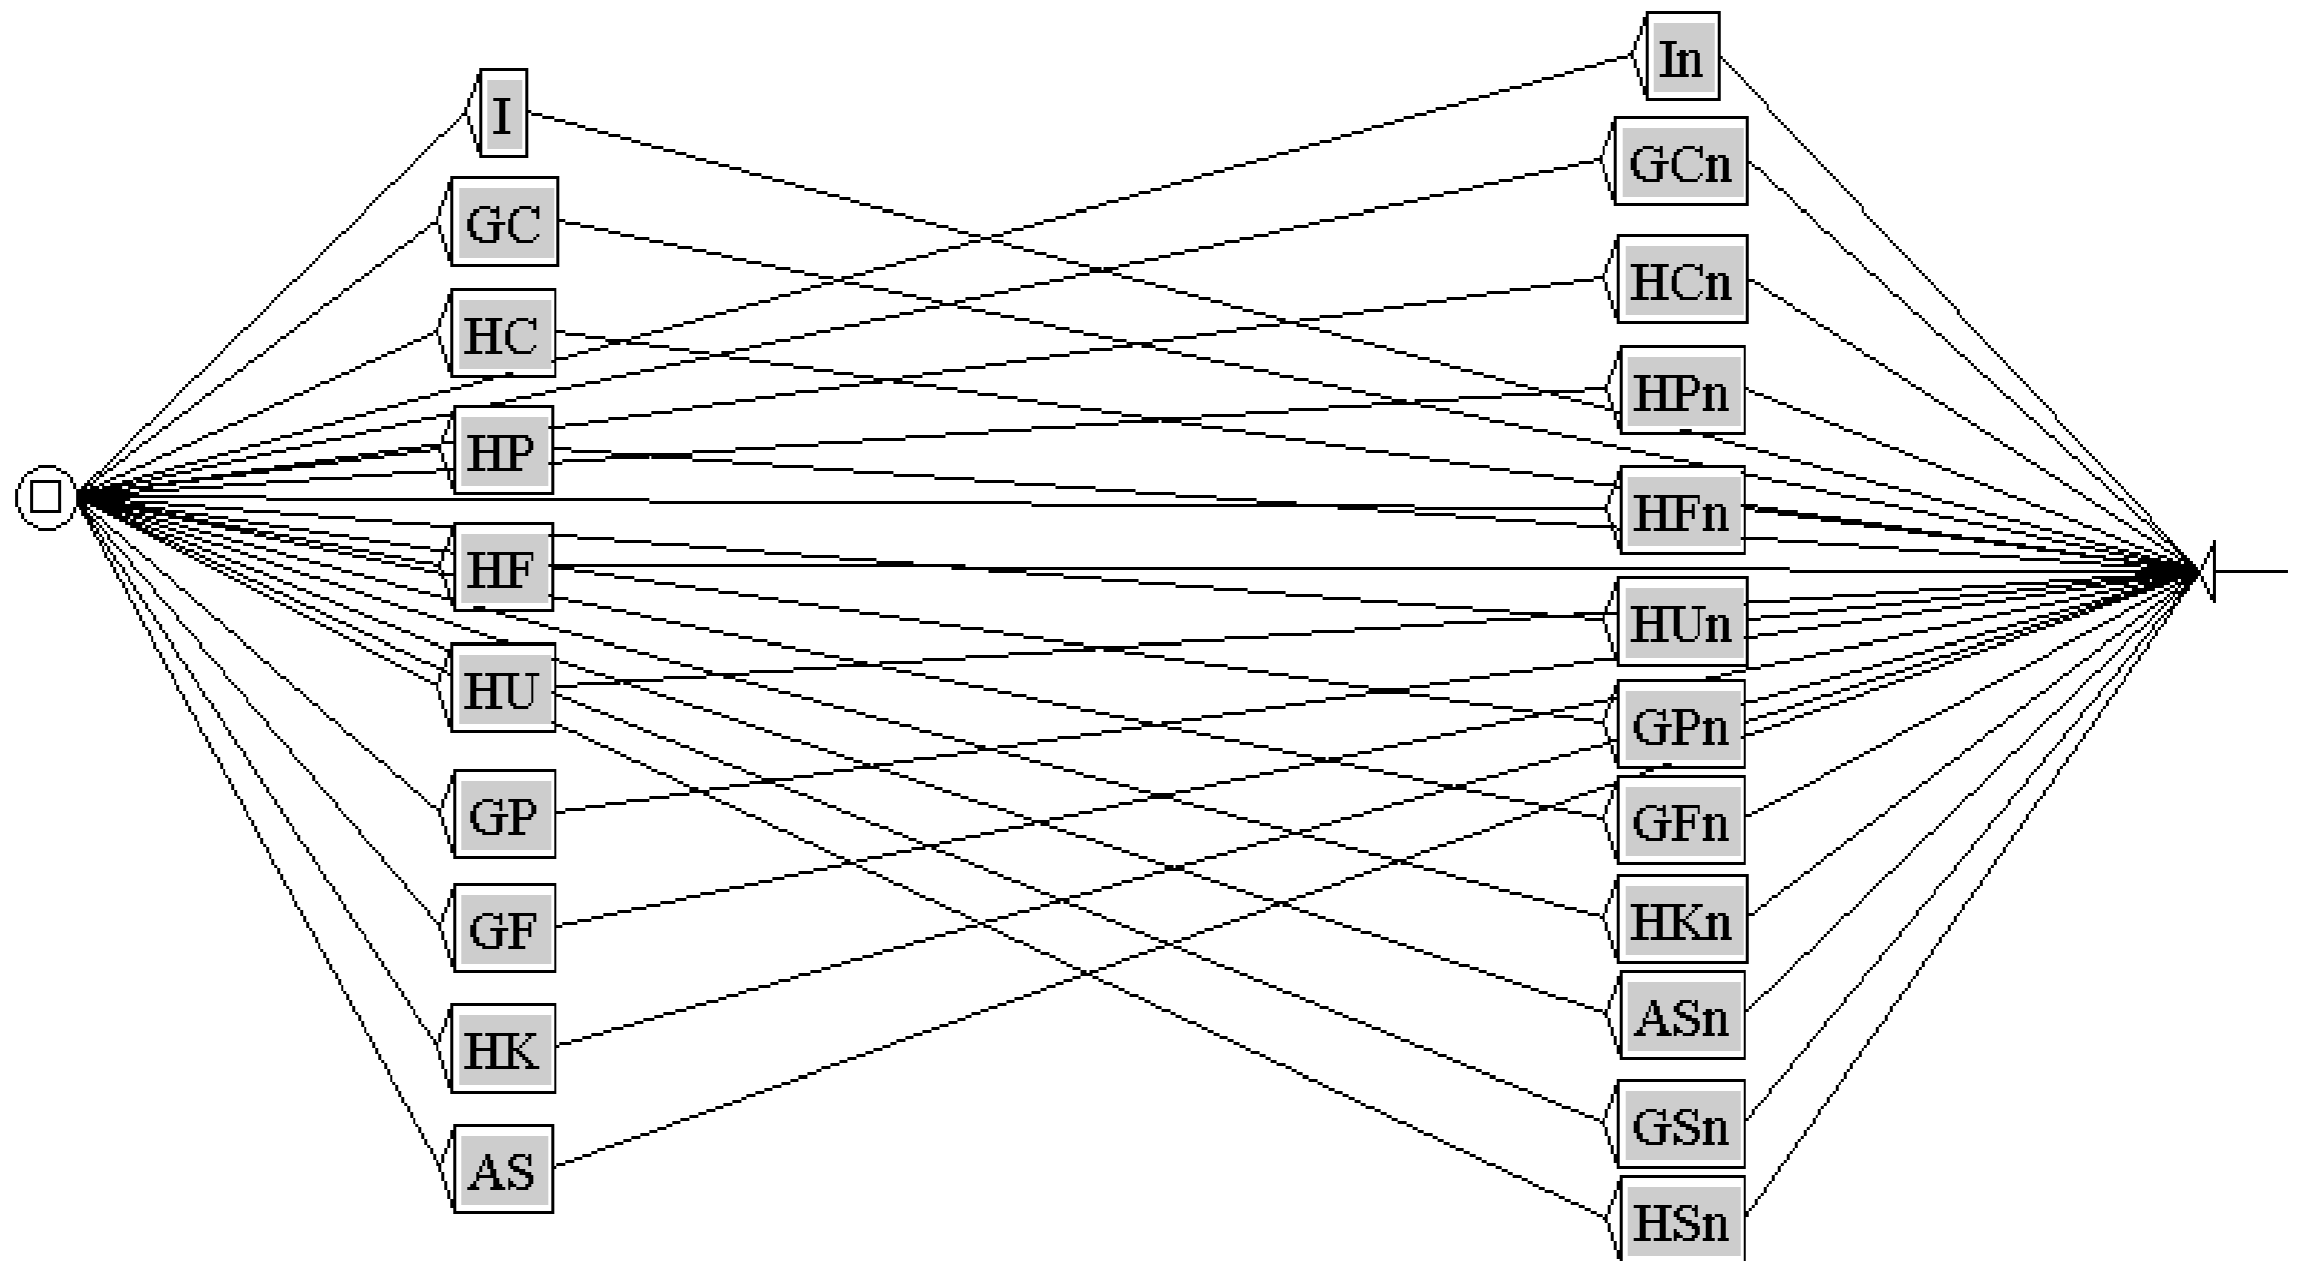 I
GC
HC
HP
HF
HU
GP
GF
HK
AS
In
GCn
HCn
HPn
HFn
HUn
GPn
GFn
HKn
ASn
GSn
HSn